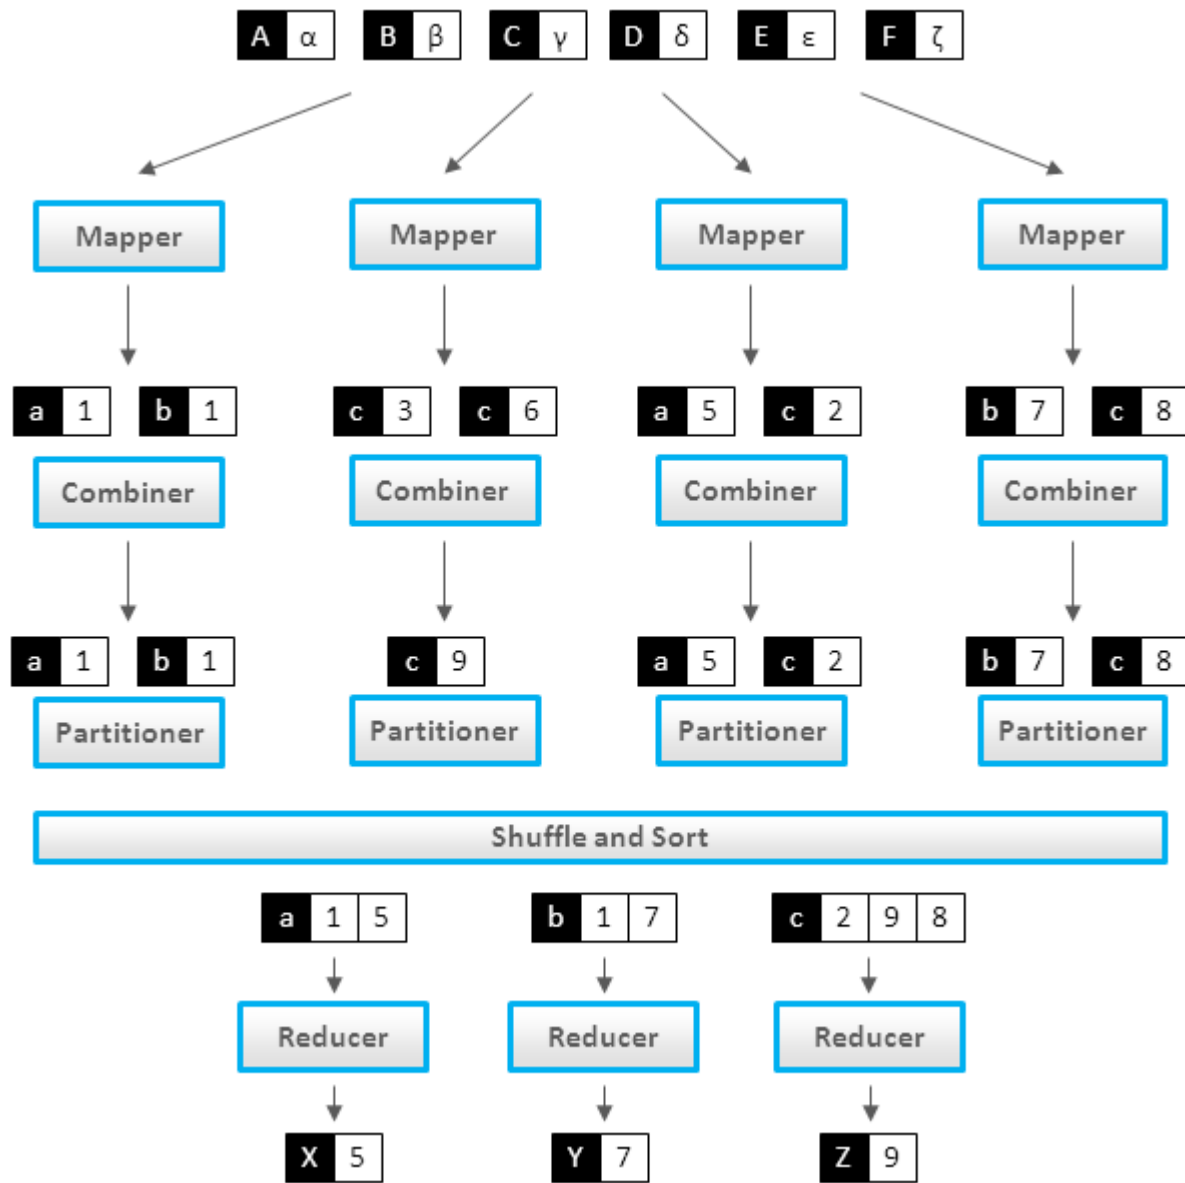 A α B β C γ D δ E ε F ζ
Mapper Mapper Mapper Mapper
a 1 b 1 c 3 c 6 a 5 c 2 b 7 c 8
Combiner Combiner Combiner Combiner
a 1 b 1 c 9 a 5 c 2 b 7 c 8
Partitioner Partitioner Partitioner Partitioner
Shuffle and Sort
a 1 5 b 1 7 c 2 9 8
Reducer Reducer Reducer
X 5 Y 7 Z 9